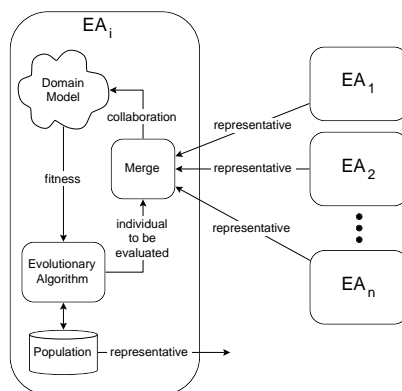 EAi
Domain
Model
collaboration
representative
EA1
Merge
representative
EA2
fitness
individual
to be
evaluated
representative
Evolutionary
Algorithm
EAn
Population
representative